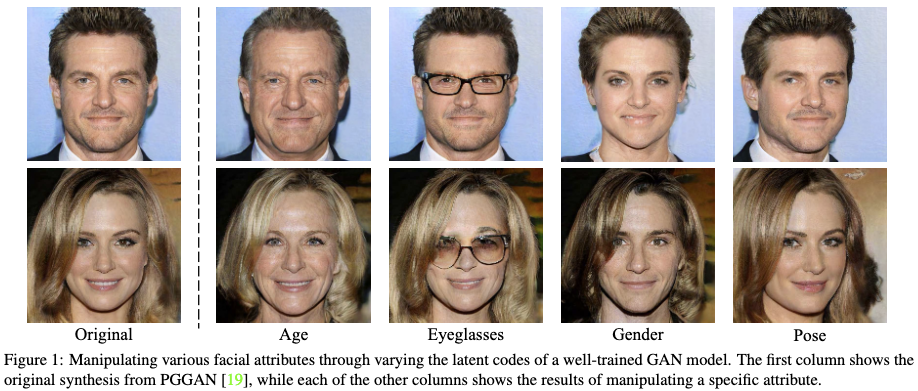 Original Age Eyeglasses Gender Pose
Figure 1: Manipulating various facial attributes through varying the latent codes of a well-trained GAN model. The first column shows the
original synthesis from PGGAN [19], while each of the other columns shows the results of manipulating a specific attribute.